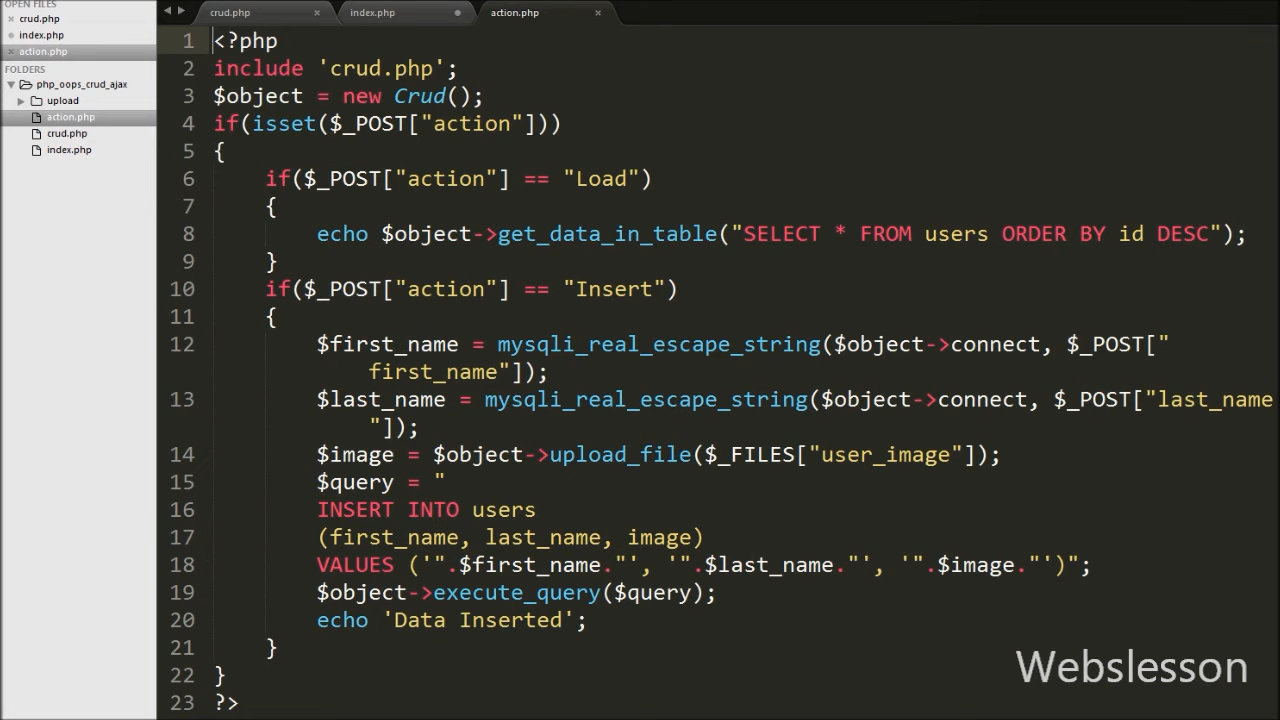 OPEN FILES
crud.php
index.php
action.php
FOLDERS
php_oops_crud_ajax
upload
action.php
crud.php
index.php
crud.php
index.php
action.php
1 <?php
2 include 'crud.php';
3 $object = new Crud();
4 if(isset($_POST["action"]))
5 {
6 if($_POST["action"] == "Load")
7 {
8 echo $object->get_data_in_table("SELECT * FROM users ORDER BY id DESC");
9 }
10 if($_POST["action"] == "Insert")
11 {
12 $first_name = mysqli_real_escape_string($object->connect, $_POST["
first_name"]);
13 $last_name = mysqli_real_escape_string($object->connect, $_POST["last_name
"]);
14 $image = $object->upload_file($_FILES["user_image"]);
15 $query = "
16 INSERT INTO users
17 (first_name, last_name, image)
18 VALUES ('".$first_name."', '".$last_name."', '".$image."')";
19 $object->execute_query($query);
20 echo 'Data Inserted';
21 }
22 }
23 ?>
Webslesson